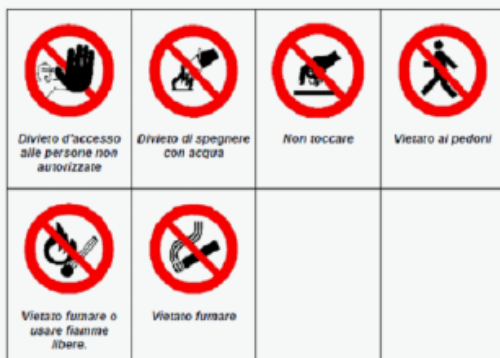 Divieto d'accesso
alle persone non
autorizzate
Divieto di spegnere
con acqua
Non toccare
Vietato ai pedoni
Vietato fumare o
usare fiamme
libere.
Vietato fumare